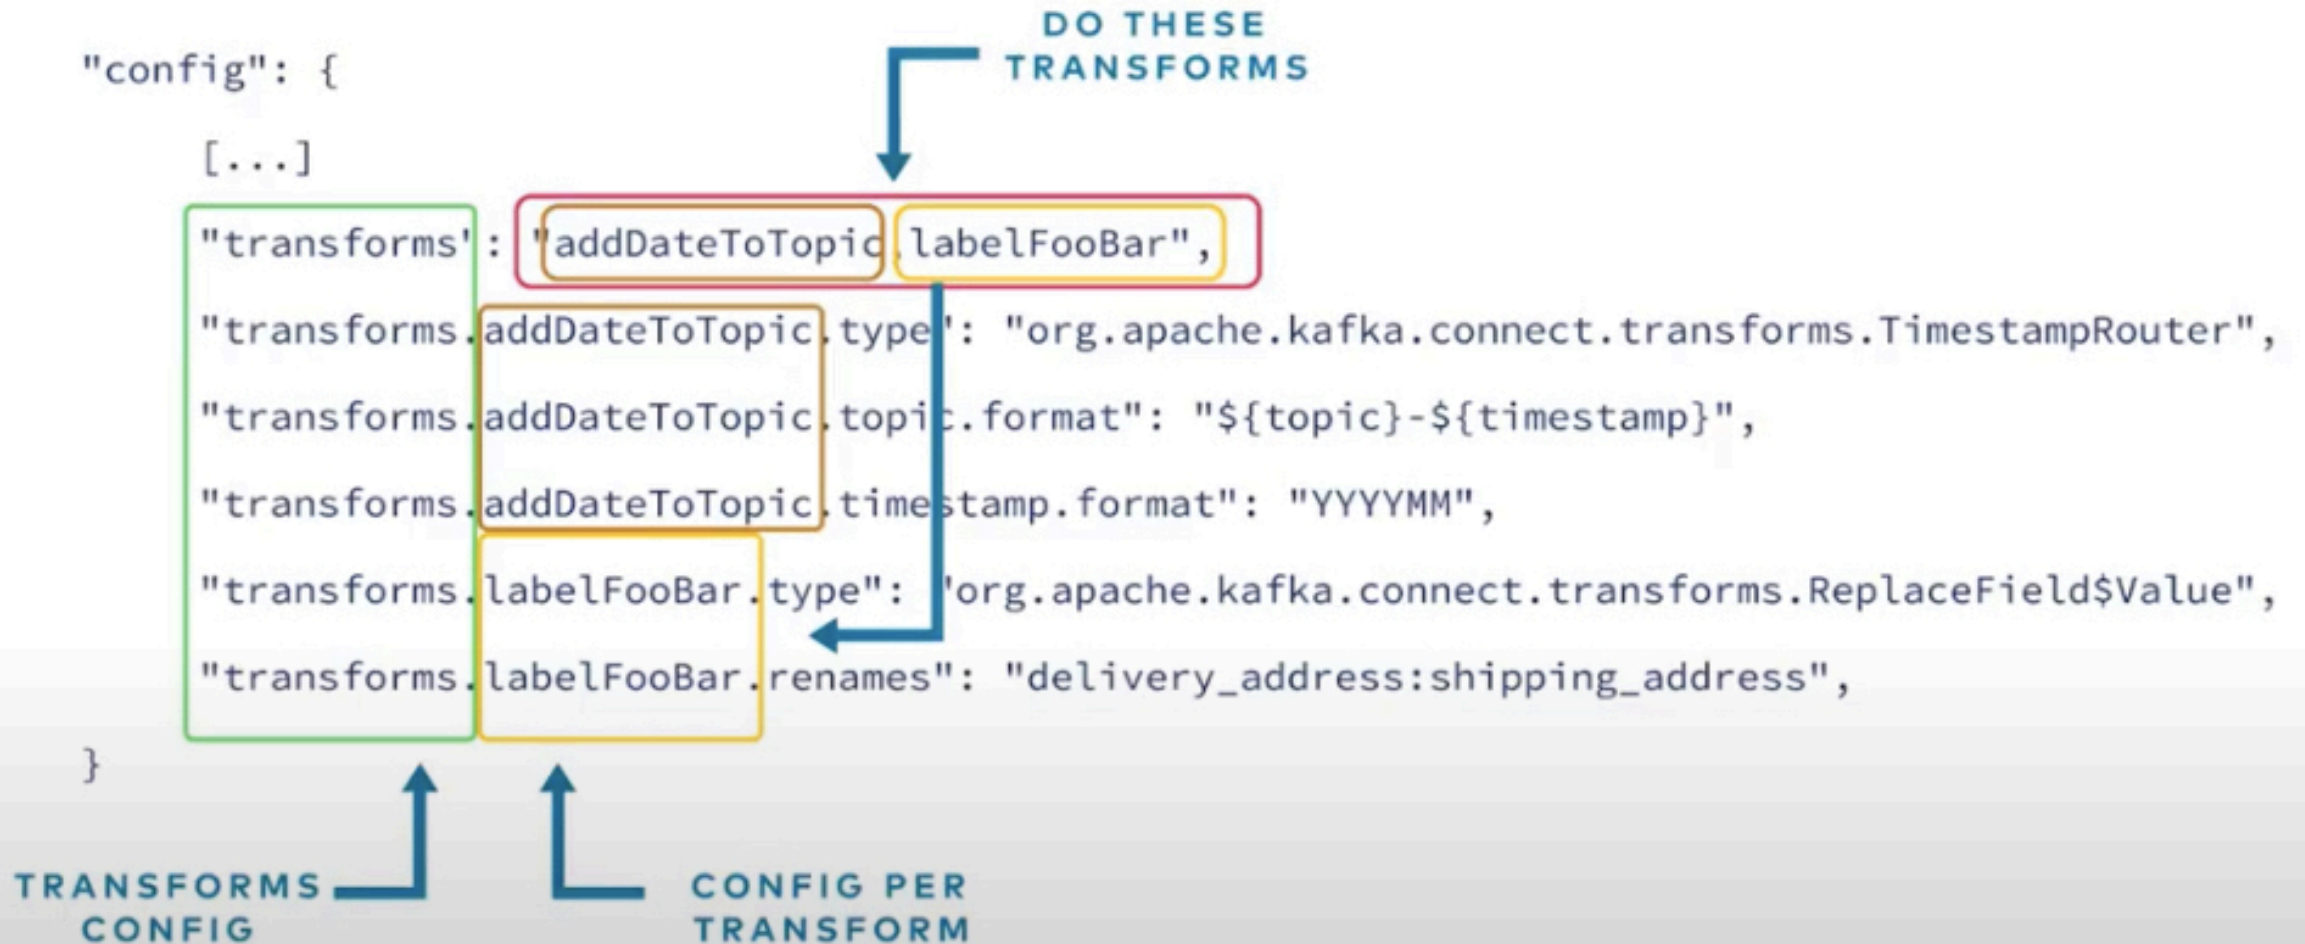 DO THESE
TRANSFORMS
"config": {
[...]
"transforms": "addDateToTopic,labelFooBar",
"transforms.addDateToTopic.type": "org.apache.kafka.connect.transforms.TimestampRouter",
"transforms.addDateToTopic.topic.format": "${topic}-${timestamp}",
"transforms.addDateToTopic.timestamp.format": "YYYYMM",
"transforms.labelFooBar.type": "org.apache.kafka.connect.transforms.ReplaceField$Value",
"transforms.labelFooBar.renames": "delivery_address:shipping_address",
}
TRANSFORMS
CONFIG
CONFIG PER
TRANSFORM